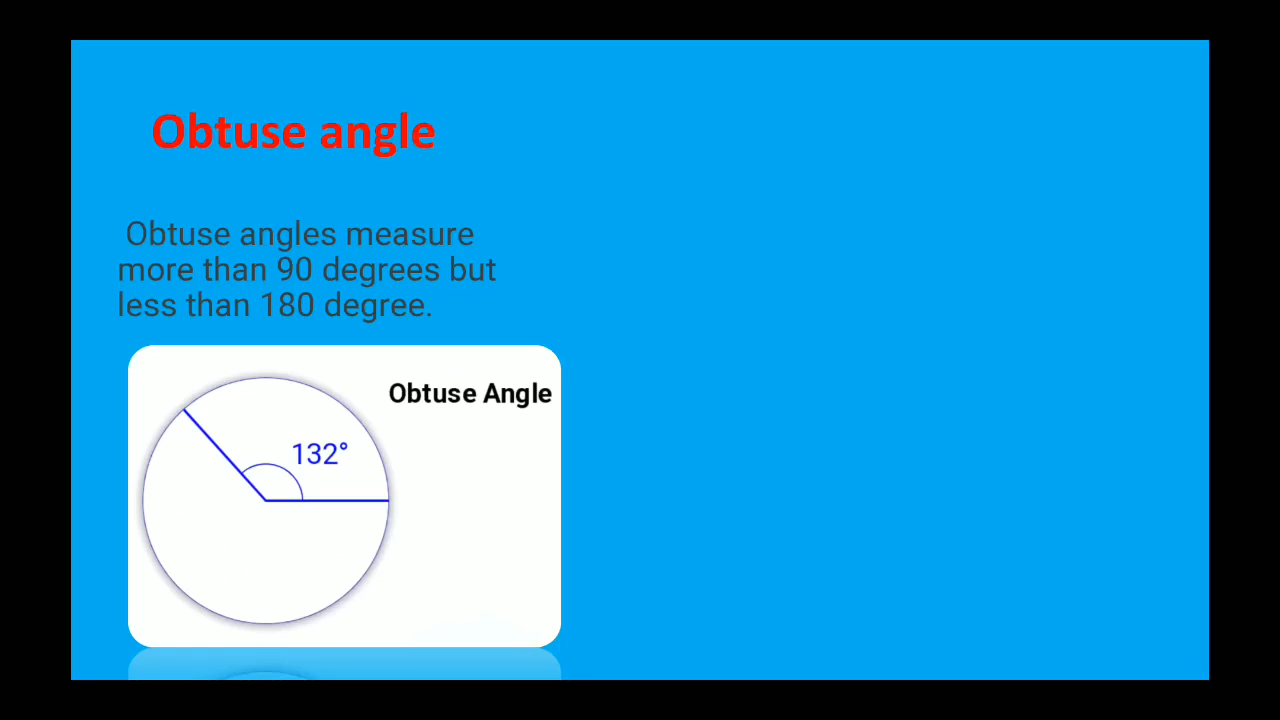 Obtuse angle
Obtuse angles measure
more than 90 degrees but
less than 180 degree.
Obtuse Angle
132°